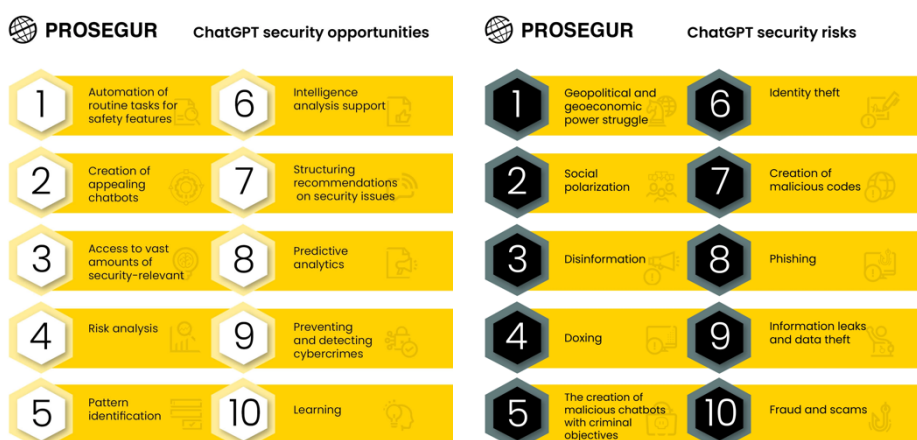 PROSEGUR
ChatGPT security opportunities
1
Automation of
routine tasks for
safety features
2
Creation of
appealing
chatbots
3
Access to vast
amounts of
security-relevant
4
Risk analysis
5
Pattern
identification
6
Intelligence
analysis support
7
Structuring
recommendations
on security issues
8
Predictive
analytics
9
Preventing
and detecting
cybercrimes
10
Learning
PROSEGUR
ChatGPT security risks
1
Geopolitical and
geoeconomic
power struggle
2
Social
polarization
3
Disinformation
4
Doxing
5
The creation of
malicious chatbots
with criminal
objectives
6
Identity theft
7
Creation of
malicious codes
8
Phishing
9
Information leaks
and data theft
10
Fraud and scams